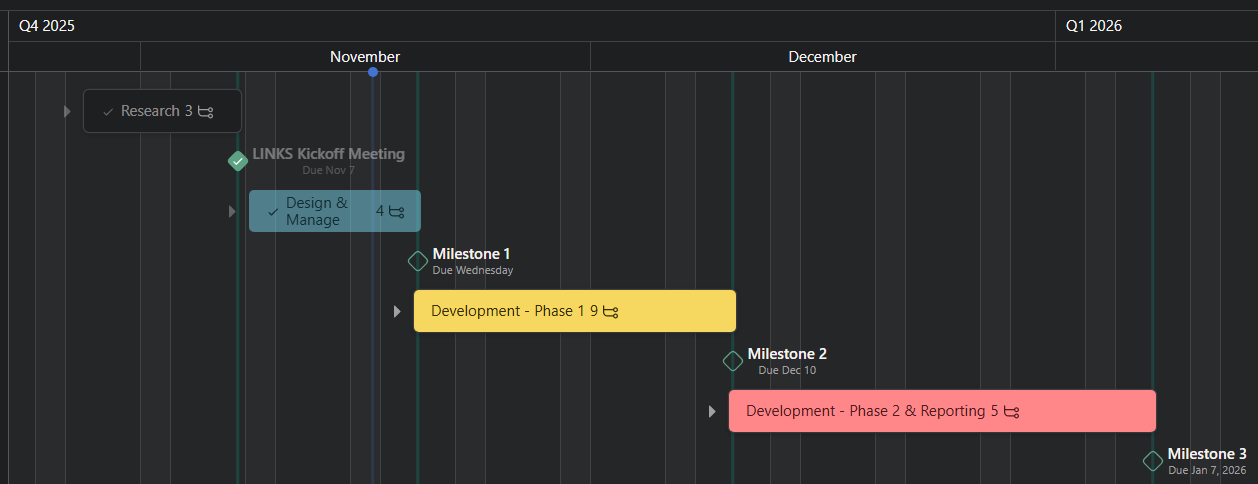 Q4 2025
Q1 2026
November
December
Research 3
LINKS Kickoff Meeting
Due Nov 7
Design &
Manage
4
Milestone 1
Due Wednesday
Development - Phase 1 9
Milestone 2
Due Dec 10
Development - Phase 2 & Reporting 5
Milestone 3
Due Jan 7, 2026